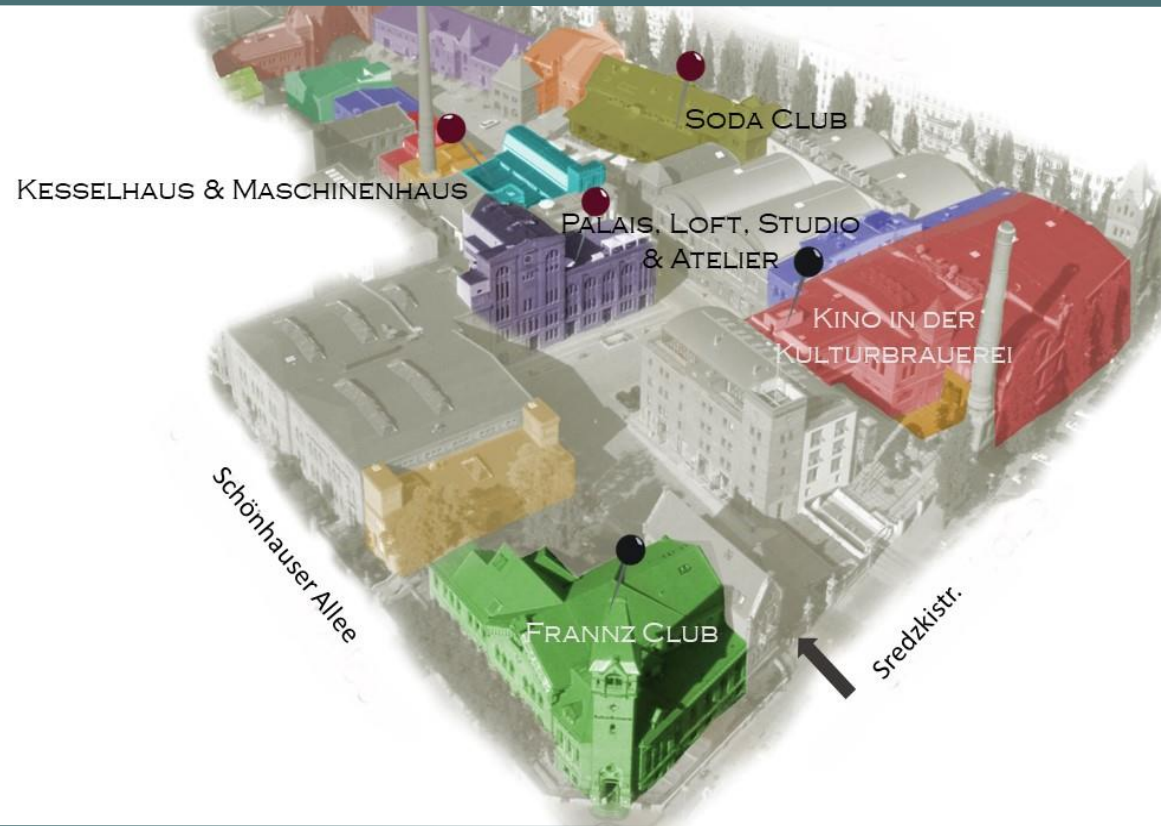 Soda Club
Kesselhaus & Maschinenhaus
Palais, Loft, Studio
& Atelier
Kino in der
Kulturbrauerei
Schönhauser Allee
Frannz Club
Sredzkistr.